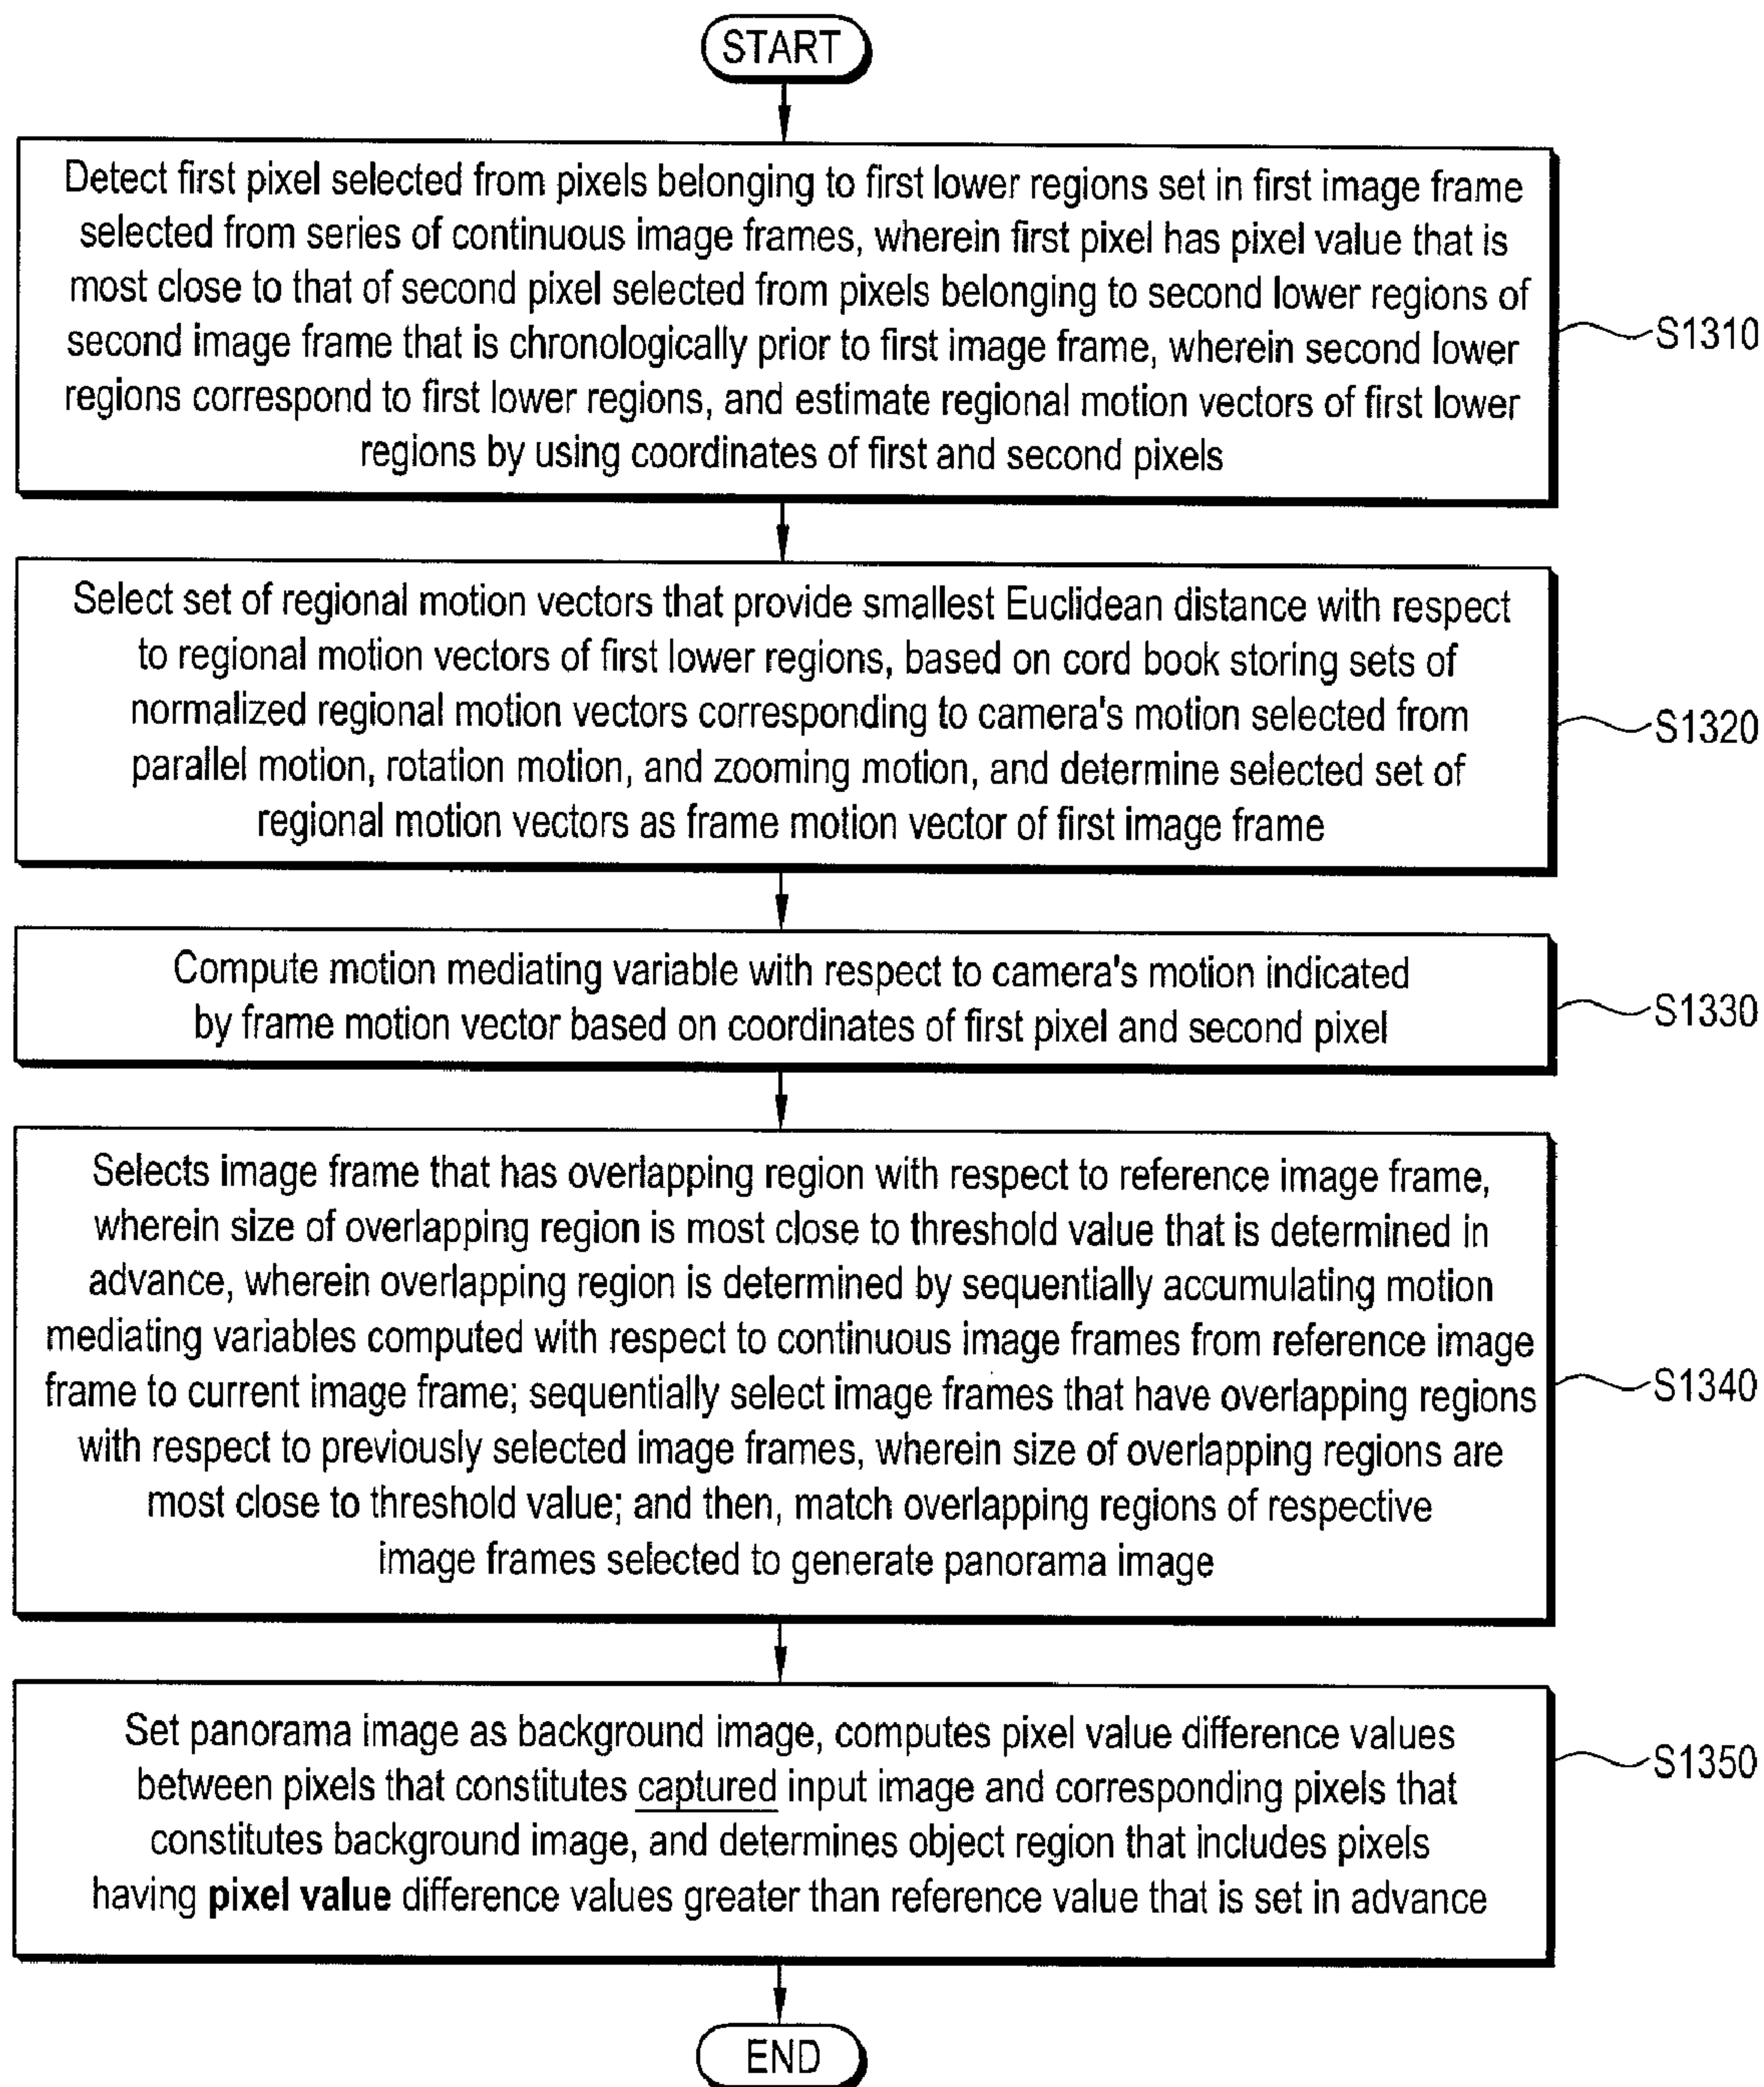 START
Detect first pixel selected from pixels belonging to first lower regions set in first image frame
selected from series of continuous image frames, wherein first pixel has pixel value that is
most close to that of second pixel selected from pixels belonging to second lower regions of
second image frame that is chronologically prior to first image frame, wherein second lower
regions correspond to first lower regions, and estimate regional motion vectors of first lower
regions by using coordinates of first and second pixels
S1310
Select set of regional motion vectors that provide smallest Euclidean distance with respect
to regional motion vectors of first lower regions, based on cord book storing sets of
normalized regional motion vectors corresponding to camera's motion selected from
parallel motion, rotation motion, and zooming motion, and determine selected set of
regional motion vectors as frame motion vector of first image frame
S1320
Compute motion mediating variable with respect to camera's motion indicated
by frame motion vector based on coordinates of first pixel and second pixel
S1330
Selects image frame that has overlapping region with respect to reference image frame,
wherein size of overlapping region is most close to threshold value that is determined in
advance, wherein overlapping region is determined by sequentially accumulating motion
mediating variables computed with respect to continuous image frames from reference image
frame to current image frame; sequentially select image frames that have overlapping regions
with respect to previously selected image frames, wherein size of overlapping regions are
most close to threshold value; and then, match overlapping regions of respective
image frames selected to generate panorama image
S1340
Set panorama image as background image, computes pixel value difference values
between pixels that constitutes captured input image and corresponding pixels that
constitutes background image, and determines object region that includes pixels
having pixel value difference values greater than reference value that is set in advance
S1350
END